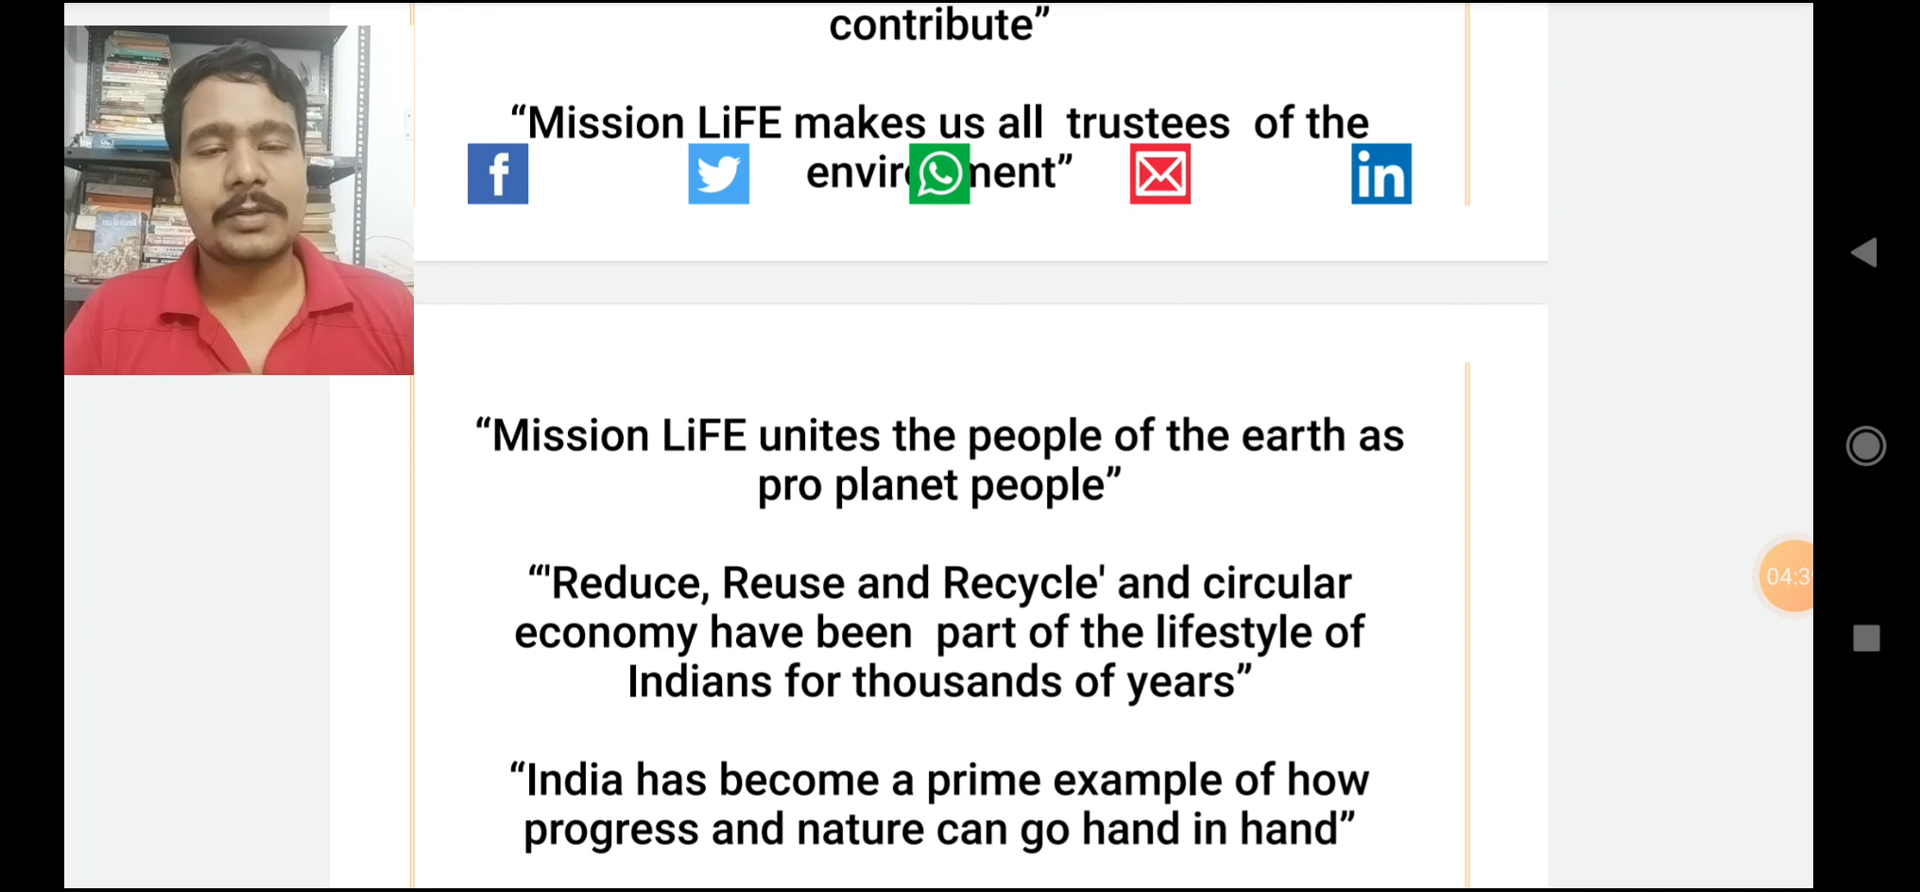 contribute”
“Mission LiFE makes us all trustees of the
“Mission LiFE unites the people of the earth as
pro planet people”
“'Reduce, Reuse and Recycle' and circular
economy have been part of the lifestyle of
Indians for thousands of years”
“India has become a prime example of how
progress and nature can go hand in hand”
04:3